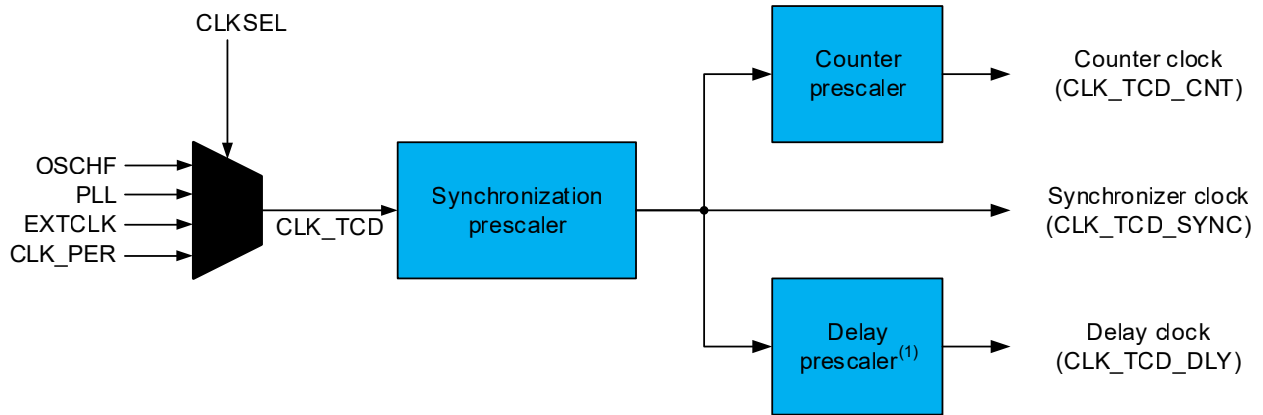 CLKSEL
OSCHF
PLL
EXTCLK
CLK_PER
CLK_TCD
Synchronization
prescaler
Counter
prescaler
Counter clock
(CLK_TCD_CNT)
Synchronizer clock
(CLK_TCD_SYNC)
Delay
prescaler(1)
Delay clock
(CLK_TCD_DLY)